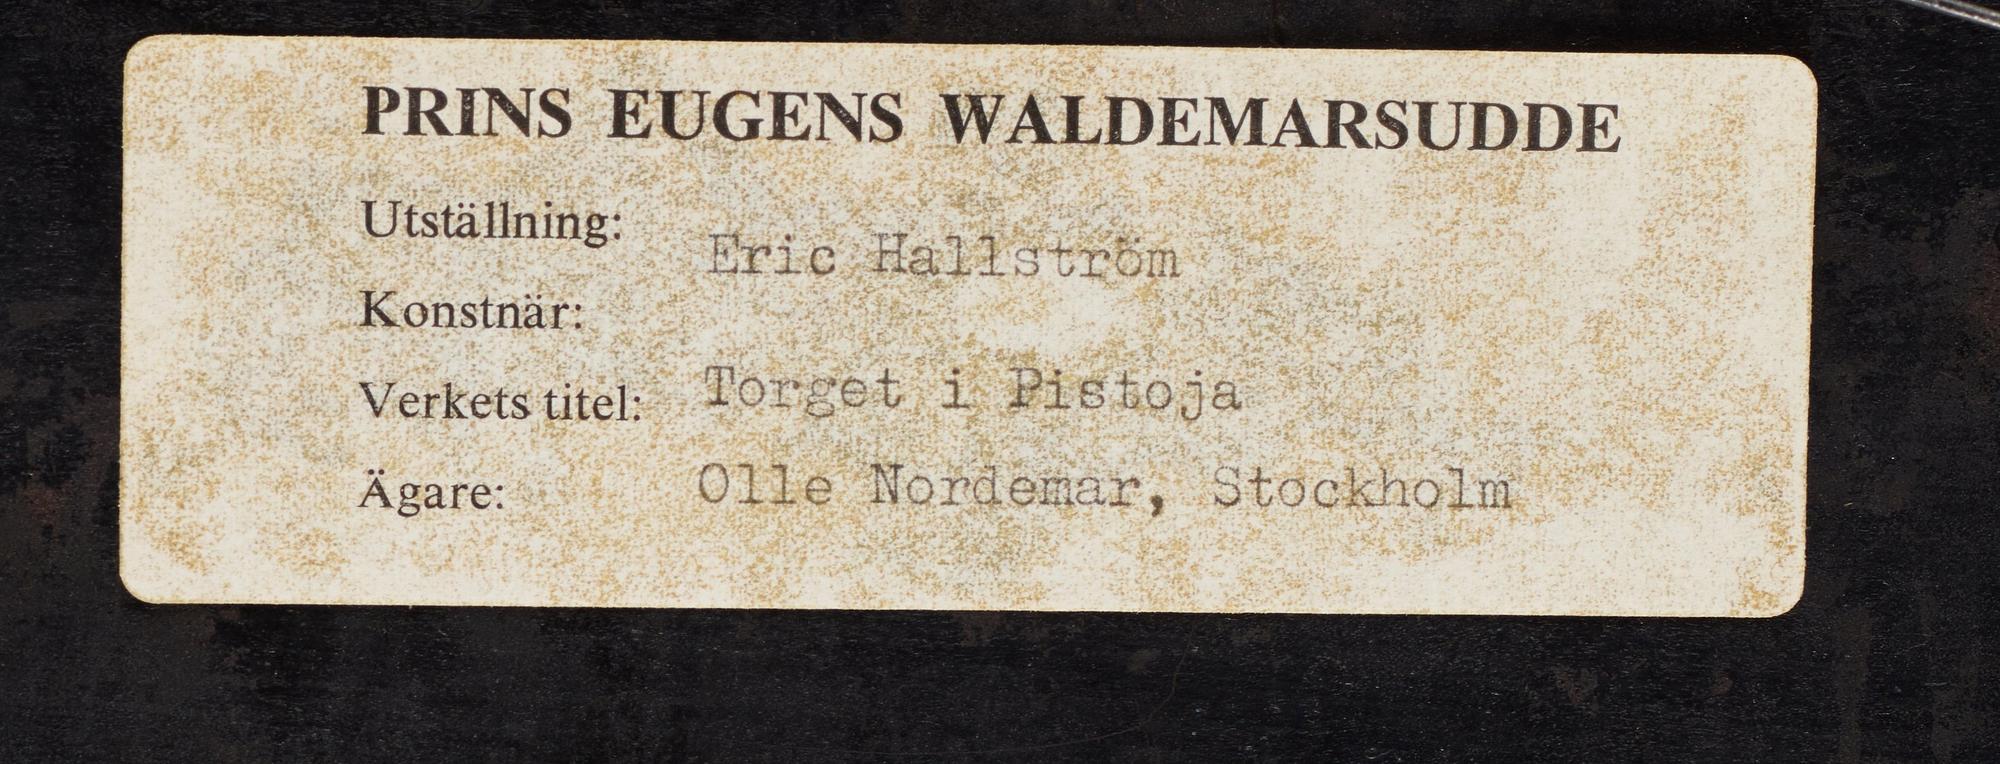 PRINS EUGENS WALDEMARSUDDE
Utställning:
Eric Hallström
Konstnär:
Verkets titel: Torget i Pistoja
Ägare: Olle Nordemar, Stockholm